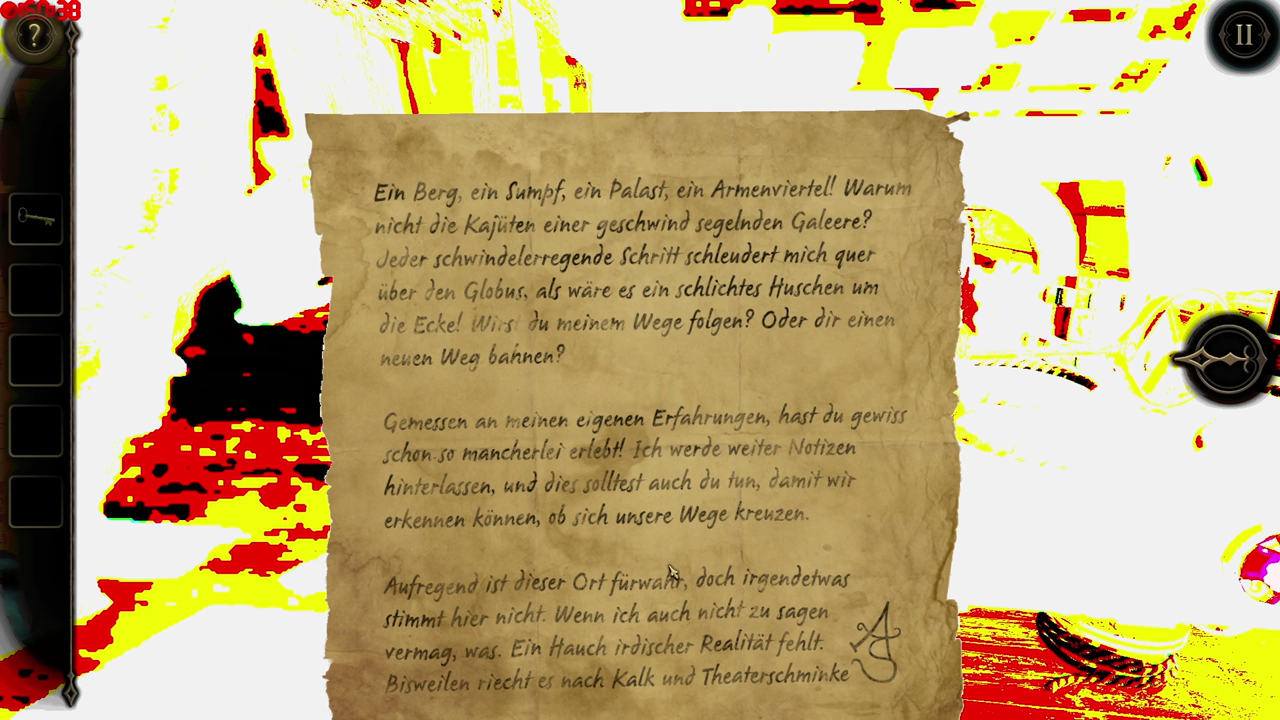 Ein Berg, ein Sumpf, ein Palast, ein Armenviertel! Warum
nicht die Kajüten einer geschwind segelnden Galeere?
Jeder schwindelerregende Schritt schleudert mich quer
über den Globus, als wäre es ein schlichtes Huschen um
die Ecke! Wirst du meinem Wege folgen? Oder dir einen
neuen Weg bahnen?
Gemessen an meinen eigenen Erfahrungen, hast du gewiss
schon so mancherlei erlebt! Ich werde weiter Notizen
hinterlassen, und dies solltest auch du tun, damit wir
erkennen können, ob sich unsere Wege kreuzen.
Aufregend ist dieser Ort fürwahr, doch irgendetwas
stimmt hier nicht. Wenn ich auch nicht zu sagen
vermag, was. Ein Hauch irdischer Realität fehlt.
Bisweilen riecht es nach Kalk und Theaterschminke
?
II